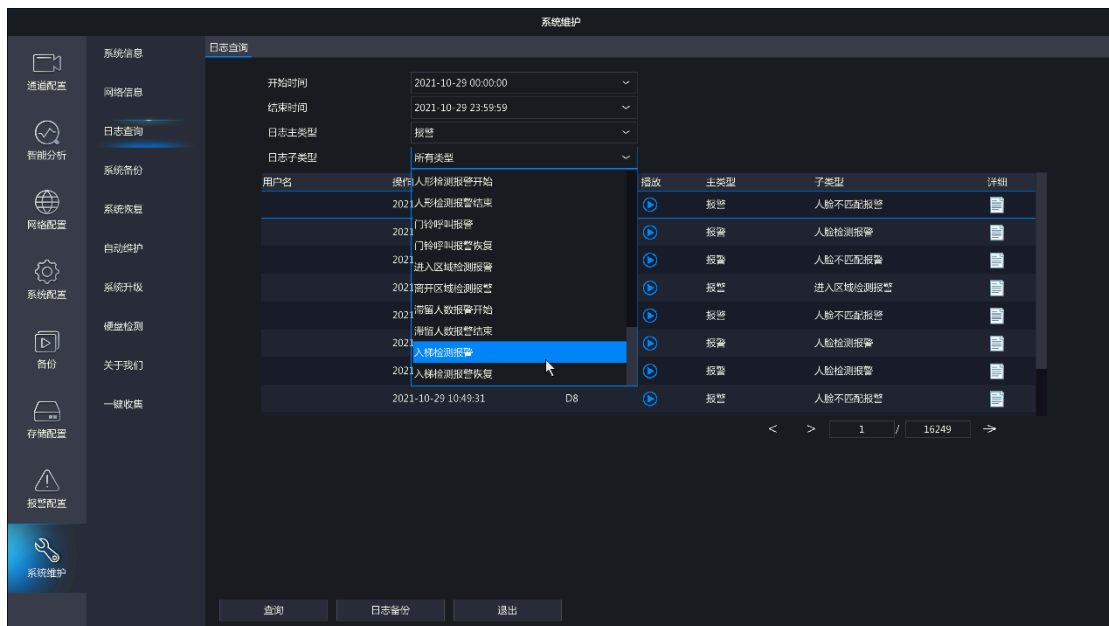 系统维护
通道配置
智能分析
网络配置
系统配置
备份
存储配置
报警配置
系统维护
系统信息
网络信息
日志查询
系统备份
系统恢复
自动维护
系统升级
硬盘检测
关于我们
一键收集
日志查询
开始时间 2021-10-29 00:00:00
结束时间 2021-10-29 23:59:59
日志主类型 报警
日志子类型 所有类型
人形检测报警开始
人形检测报警结束
门铃呼叫报警
门铃呼叫报警恢复
进入区域检测报警
离开区域检测报警
滞留人数报警开始
滞留人数报警结束
入梯检测报警
入梯检测报警恢复
用户名 操作 播放 主类型 子类型 详细
2021 报警 人脸不匹配报警
2021 报警 人脸检测报警
2021 报警 人脸不匹配报警
2021 报警 进入区域检测报警
2021 报警 人脸不匹配报警
2021 报警 人脸检测报警
2021 报警 人脸检测报警
2021-10-29 10:49:31 D8 报警 人脸不匹配报警
< > 1 / 16249 →
查询 日志备份 退出